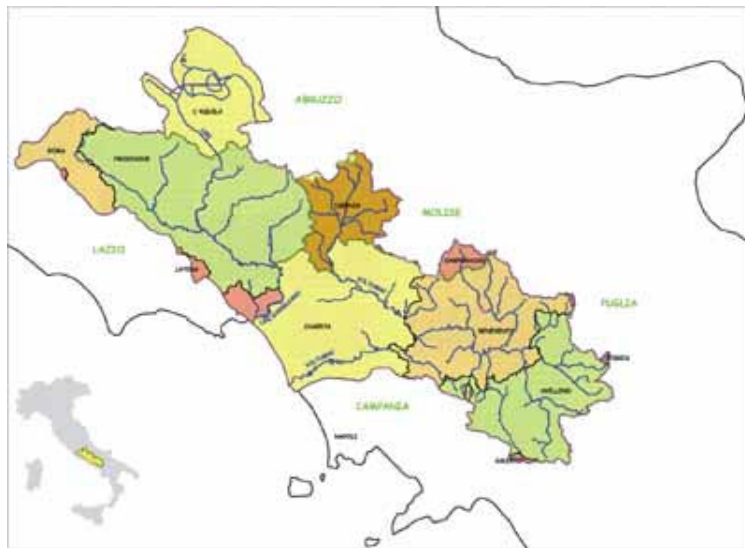 ABRUZZO
L'AQUILA
ROMA
FROSINONE
MOLISE
ISERNIA
CAMPOBASSO
LAZIO
LATINA
PUGLIA
CASERTA
BENEVENTO
FOGGIA
AVELLINO
CAMPANIA
NAPOLI
SALERNO